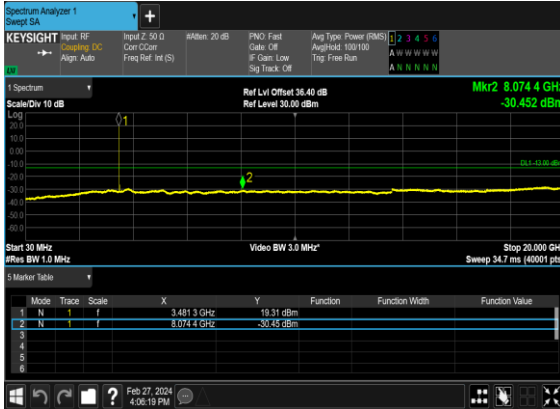 Spectrum Analyzer 1
Swept SA
+
KEYSIGHT Input: RF Input Z: 50 Ω #Atten: 20 dB PNO: Fast Avg Type: Power (RMS) 1 2 3 4 5 6
Coupling: DC Corr CCorr Gate: Off Avg|Hold: 100/100 A W W W W W
Align: Auto Freq Ref: Int (S) IF Gain: Low Trig: Free Run
Sig Track: Off A N N N N N
1 Spectrum Ref Lvl Offset 36.40 dB Mkr2 8.074 4 GHz
Scale/Div 10 dB Ref Level 30.00 dBm -30.452 dBm
Log
20.0
10.0
0.00
-10.0
-20.0
-30.0
-40.0
-50.0
-60.0
1
2
DL1 -13.00 dBm
Start 30 MHz Video BW 3.0 MHz* Stop 20.000 GHz
#Res BW 1.0 MHz Sweep 34.7 ms (40001 pts)
5 Marker Table
Mode Trace Scale X Y Function Function Width Function Value
1 N 1 f 3.481 3 GHz 19.31 dBm
2 N 1 f 8.074 4 GHz -30.45 dBm
3
4
5
6
? Feb 27, 2024
4:06:19 PM